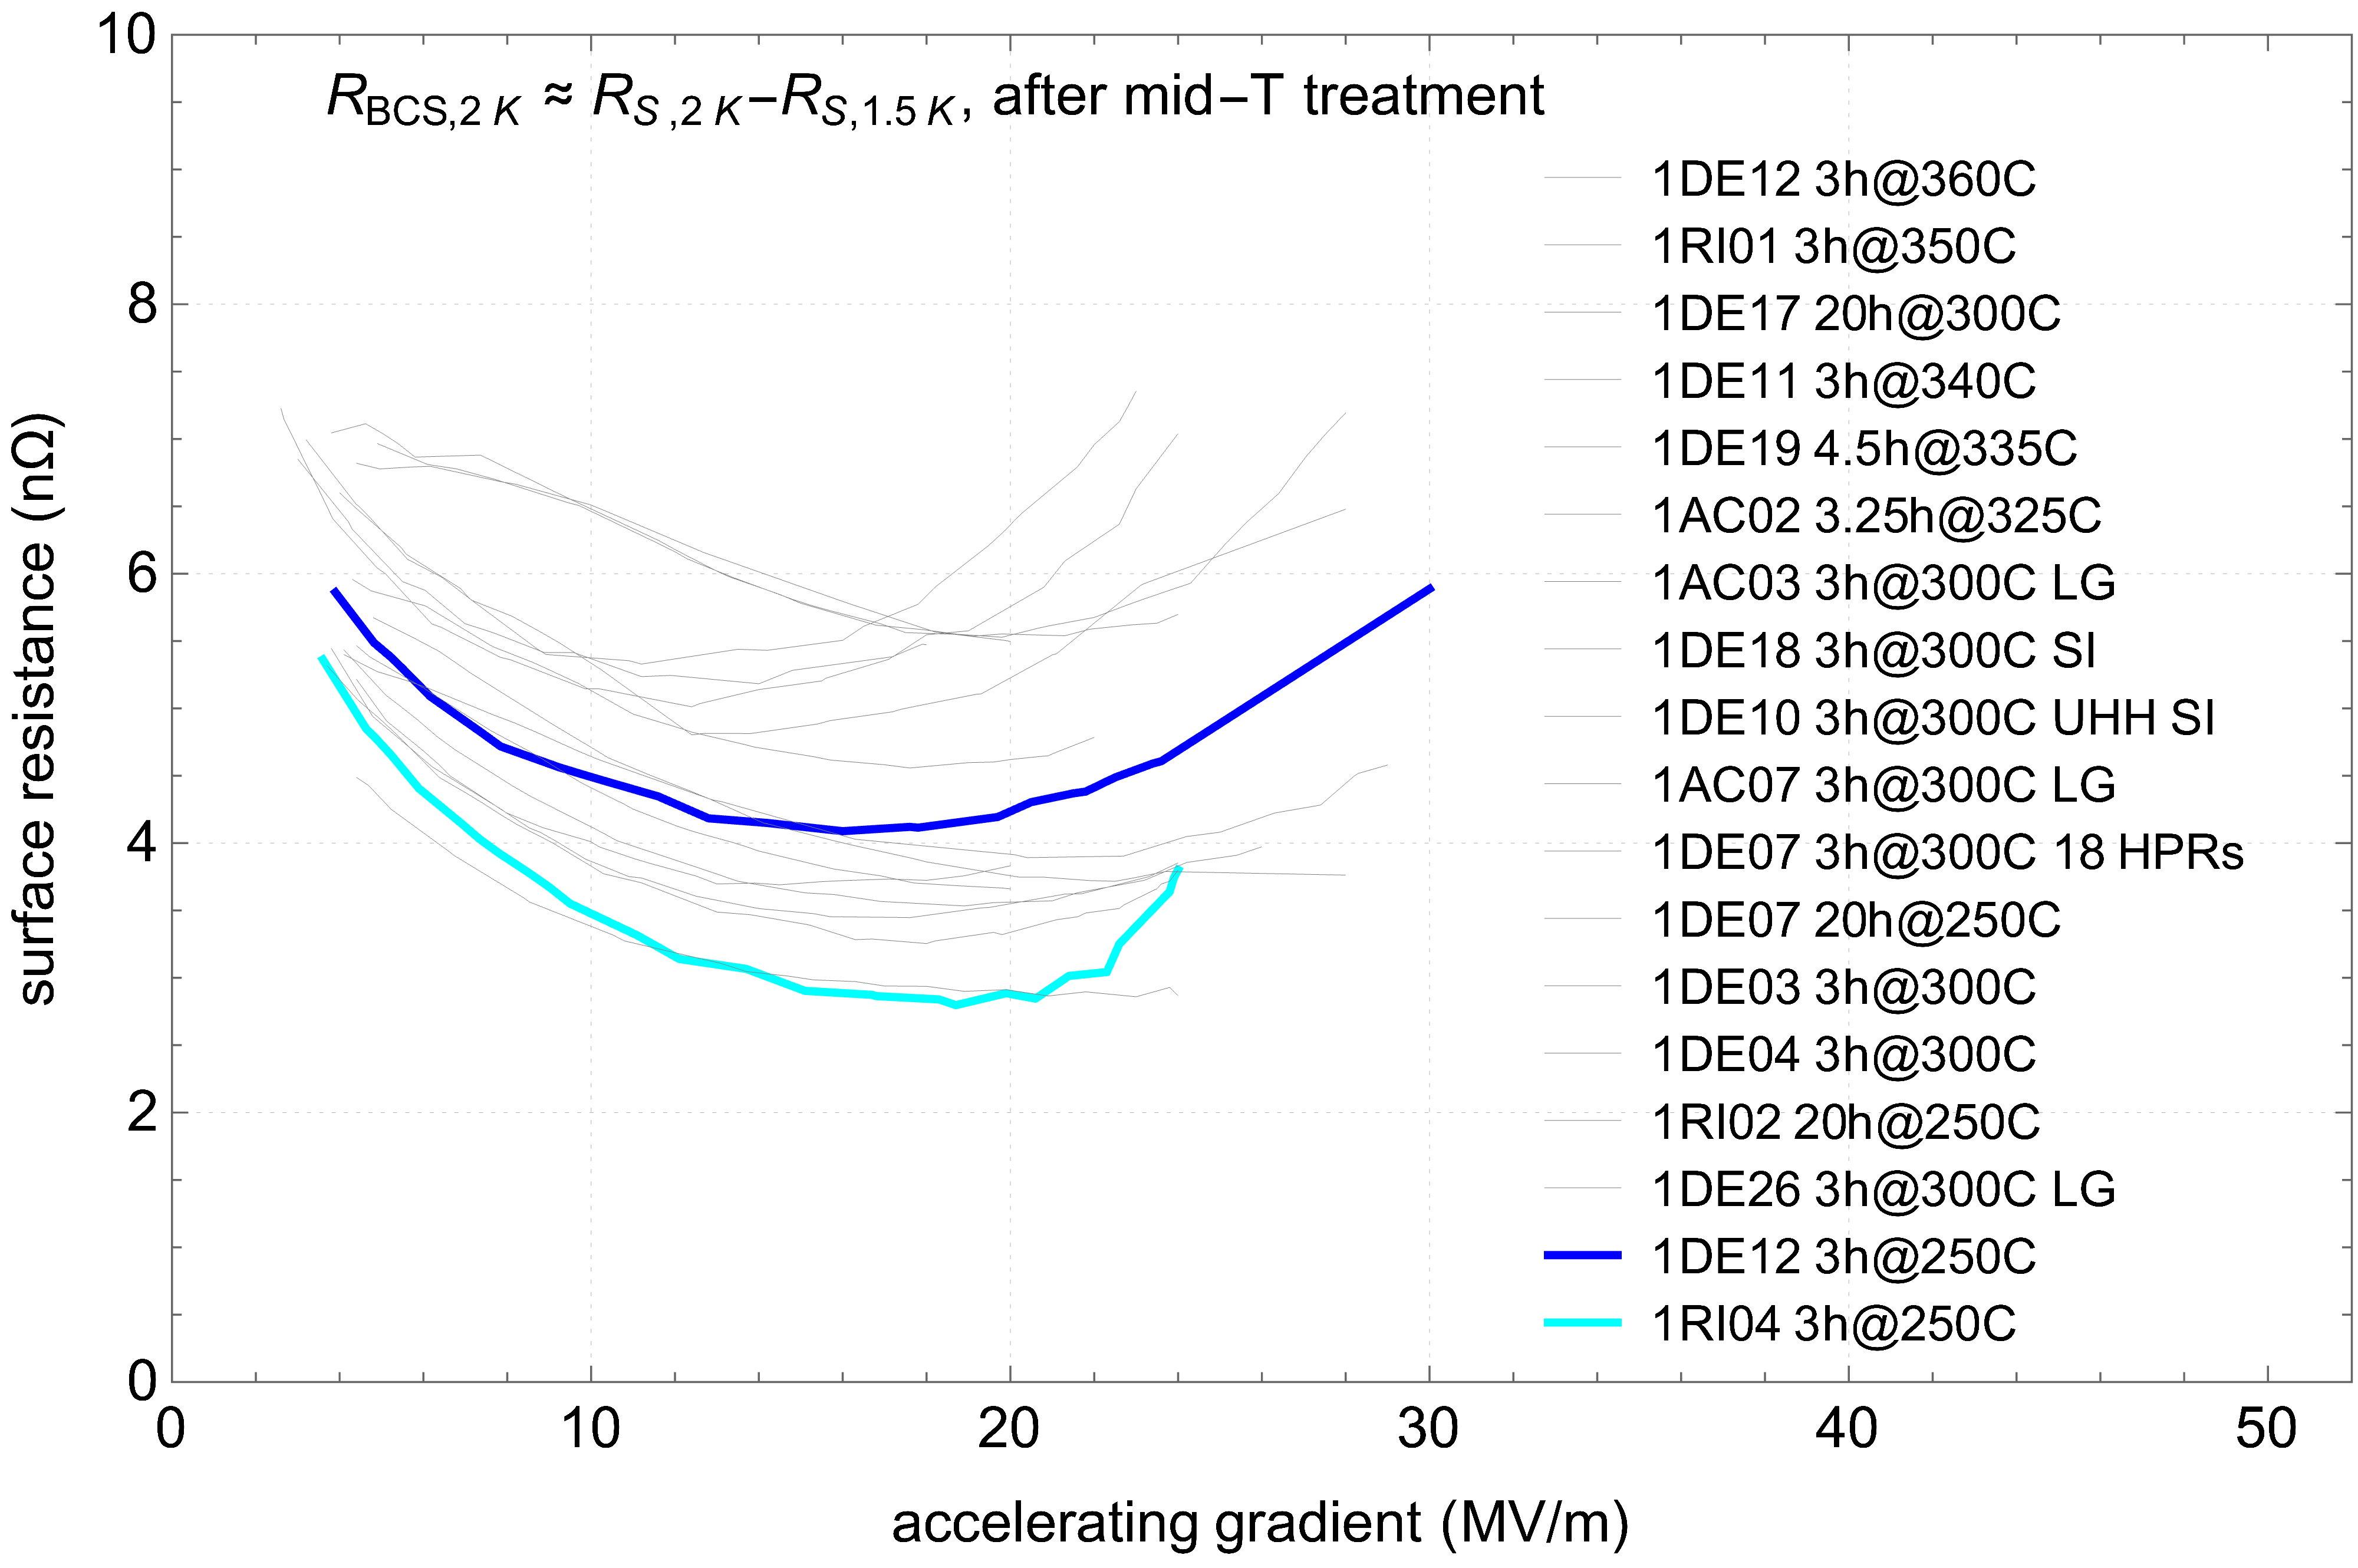 R_BCS,2 K ≈ R_S,2 K−R_S,1.5 K, after mid−T treatment
1DE12 3h@360C
1RI01 3h@350C
1DE17 20h@300C
1DE11 3h@340C
1DE19 4.5h@335C
1AC02 3.25h@325C
1AC03 3h@300C LG
1DE18 3h@300C SI
1DE10 3h@300C UHH SI
1AC07 3h@300C LG
1DE07 3h@300C 18 HPRs
1DE07 20h@250C
1DE03 3h@300C
1DE04 3h@300C
1RI02 20h@250C
1DE26 3h@300C LG
1DE12 3h@250C
1RI04 3h@250C
surface resistance (nΩ)
10
8
6
4
2
0
0 10 20 30 40 50
accelerating gradient (MV/m)